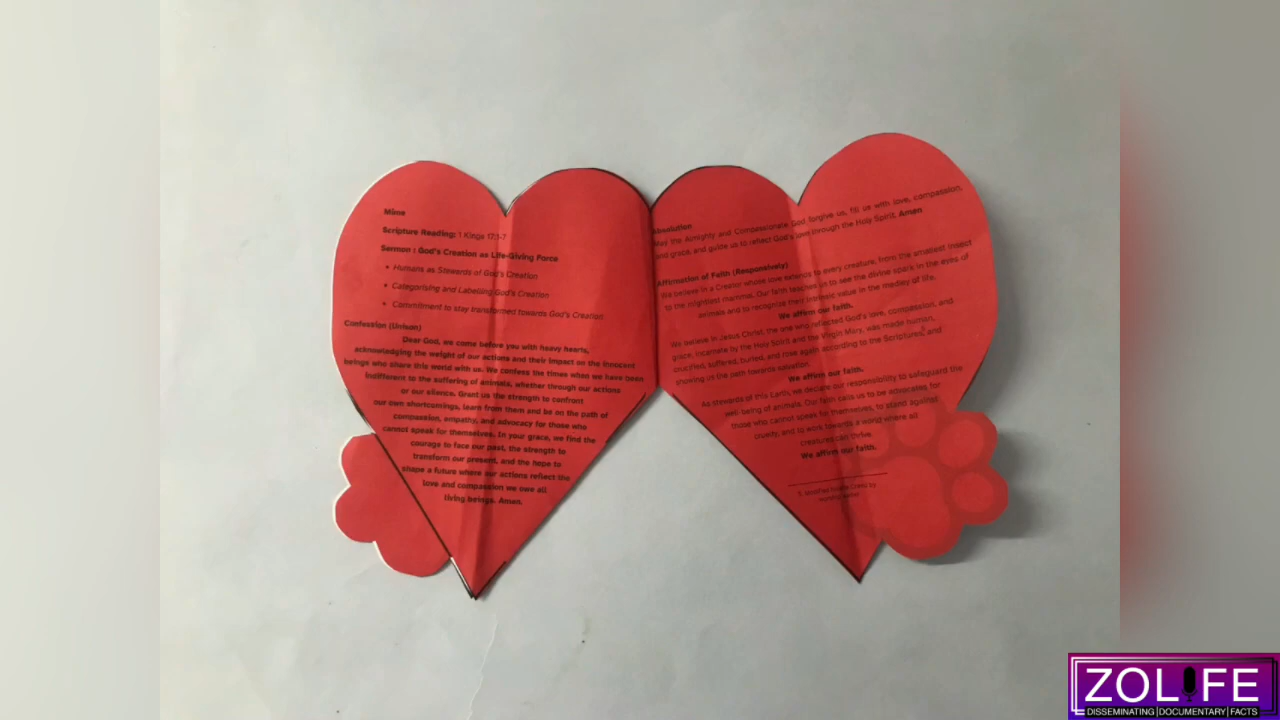 Mime
Scripture Reading: 1 Kings 17:1-7
Sermon : God's Creation as Life-Giving Force
• Humans as Stewards of God's Creation
• Categorising and Labelling God's Creation
• Commitment to stay transformed towards God's Creation
Confession (Unison)
Dear God, we come before you with heavy hearts,
acknowledging the weight of our actions and their impact on the innocent
beings who share this world with us. We confess the times when we have been
indifferent to the suffering of animals, whether through our actions
or our silence. Grant us the strength to confront
our own shortcomings, learn from them and be on the path of
compassion, empathy, and advocacy for those who
cannot speak for themselves. In your grace, we find the
courage to face our past, the strength to
transform our present, and the hope to
shape a future where our actions reflect the
love and compassion we owe all
living beings. Amen.
Absolution
May the Almighty and Compassionate God forgive us, fill us with love, compassion,
and grace, and guide us to reflect God's love through the Holy Spirit. Amen
Affirmation of Faith (Responsively)
We believe in a Creator whose love extends to every creature, from the smallest insect
to the mightiest mammal. Our faith teaches us to see the divine spark in the eyes of
animals and to recognize their intrinsic value in the medley of life.
We affirm our faith.
We believe in Jesus Christ, the one who reflected God's love, compassion, and
grace, incarnate by the Holy Spirit and the Virgin Mary, was made human,
crucified, suffered, buried, and rose again according to the Scriptures, and
showing us the path towards salvation.
We affirm our faith.
As stewards of this Earth, we declare our responsibility to safeguard the
well being of animals. Our faith calls us to be advocates for
those who cannot speak for themselves, to stand against
cruelty, and to work towards a world where all
creatures can thrive.
We affirm our faith.
ZOLIFE
DISSEMINATING|DOCUMENTARY|FACTS